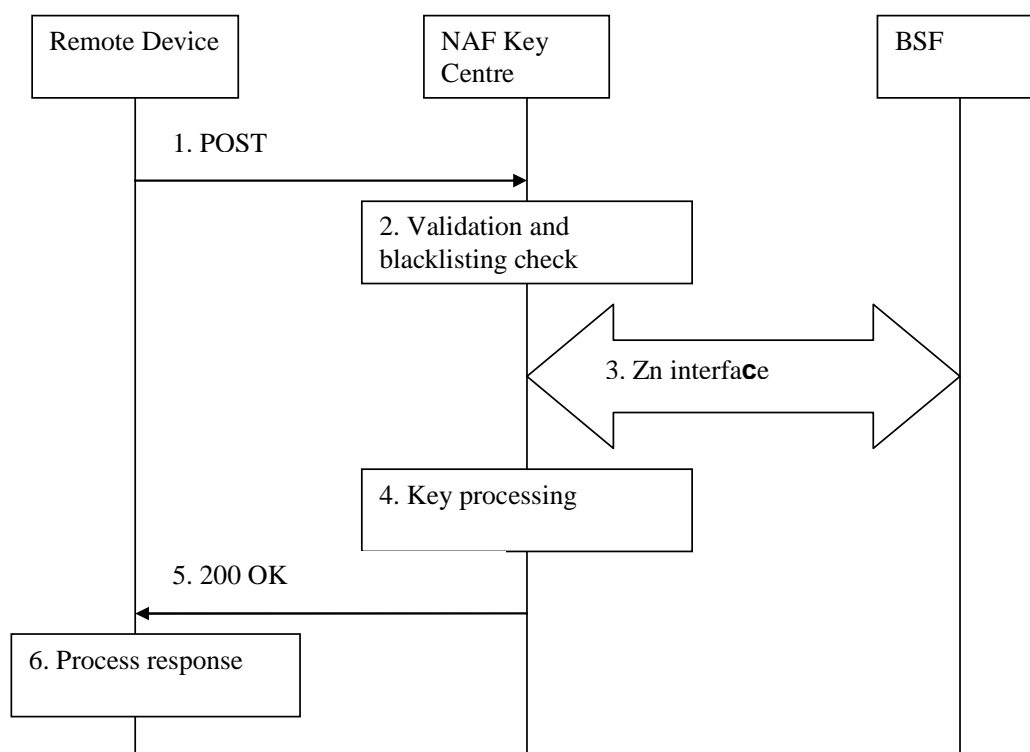 Remote Device
NAF Key
Centre
BSF
1. POST
2. Validation and
blacklisting check
3. Zn interface
4. Key processing
5. 200 OK
6. Process response